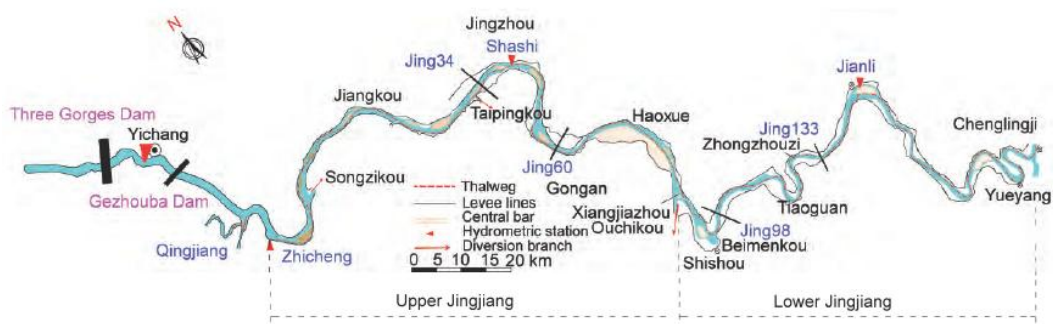 N
Jingzhou
Shashi
Jing34
Jiangkou
Taipingkou
Three Gorges Dam
Yichang
Gezhouba Dam
Songzikou
Qingjiang
Zhicheng
Jing60
Gongan
Haoxue
Jianli
Jing133
Zhongzhouzi
Chenglingji
Yueyang
Tiaoguan
Xiangjiazhou
Ouchikou
Jing98
Beimenkou
Shishou
Thalweg
Levee lines
Central bar
Hydrometric station
Diversion branch
0 5 10 15 20 km
Upper Jingjiang
Lower Jingjiang